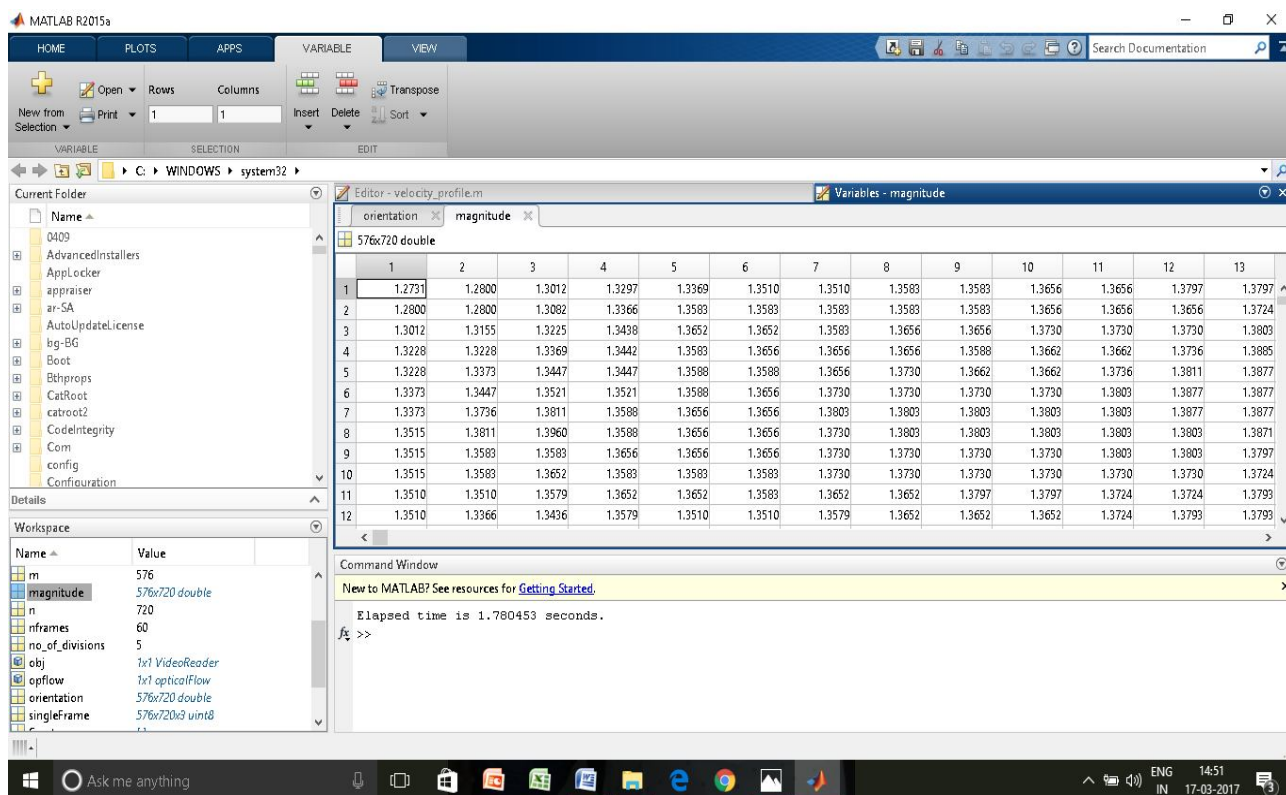 MATLAB R2015a
HOME PLOTS APPS VARIABLE VIEW Search Documentation
New from Selection Open Print Rows Columns 1 1 Insert Delete Transpose Sort
VARIABLE SELECTION EDIT
C: WINDOWS system32
Current Folder
Name
0409
AdvancedInstallers
AppLocker
appraiser
ar-SA
AutoUpdateLicense
bg-BG
Boot
Bthprops
CatRoot
catroot2
CodeIntegrity
Com
config
Configuration
Details
Workspace
Name Value
m 576
magnitude 576x720 double
n 720
nframes 60
no_of_divisions 5
obj 1x1 VideoReader
opflow 1x1 opticalFlow
orientation 576x720 double
singleFrame 576x720x3 uint8
Editor - velocity_profile.m Variables - magnitude
orientation magnitude
576x720 double
1 2 3 4 5 6 7 8 9 10 11 12 13
1 1.2731 1.2800 1.3012 1.3297 1.3369 1.3510 1.3510 1.3583 1.3583 1.3656 1.3656 1.3797 1.3797
2 1.2800 1.2800 1.3082 1.3366 1.3583 1.3583 1.3583 1.3583 1.3583 1.3656 1.3656 1.3656 1.3724
3 1.3012 1.3155 1.3225 1.3438 1.3652 1.3652 1.3583 1.3656 1.3656 1.3730 1.3730 1.3730 1.3803
4 1.3228 1.3228 1.3369 1.3442 1.3583 1.3656 1.3656 1.3656 1.3588 1.3662 1.3662 1.3736 1.3885
5 1.3228 1.3373 1.3447 1.3447 1.3588 1.3588 1.3656 1.3730 1.3662 1.3662 1.3736 1.3811 1.3877
6 1.3373 1.3447 1.3521 1.3521 1.3588 1.3656 1.3730 1.3730 1.3730 1.3730 1.3803 1.3877 1.3877
7 1.3373 1.3736 1.3811 1.3588 1.3656 1.3656 1.3803 1.3803 1.3803 1.3803 1.3803 1.3877 1.3877
8 1.3515 1.3811 1.3960 1.3588 1.3656 1.3656 1.3730 1.3803 1.3803 1.3803 1.3803 1.3803 1.3871
9 1.3515 1.3583 1.3583 1.3656 1.3656 1.3656 1.3730 1.3730 1.3730 1.3730 1.3803 1.3803 1.3797
10 1.3515 1.3583 1.3652 1.3583 1.3583 1.3583 1.3730 1.3730 1.3730 1.3730 1.3730 1.3730 1.3724
11 1.3510 1.3510 1.3579 1.3652 1.3652 1.3583 1.3652 1.3652 1.3797 1.3797 1.3724 1.3724 1.3793
12 1.3510 1.3366 1.3436 1.3579 1.3510 1.3510 1.3579 1.3652 1.3652 1.3652 1.3724 1.3793 1.3793
Command Window
New to MATLAB? See resources for Getting Started.
Elapsed time is 1.780453 seconds.
fx >>
Ask me anything
ENG 14:51
IN 17-03-2017